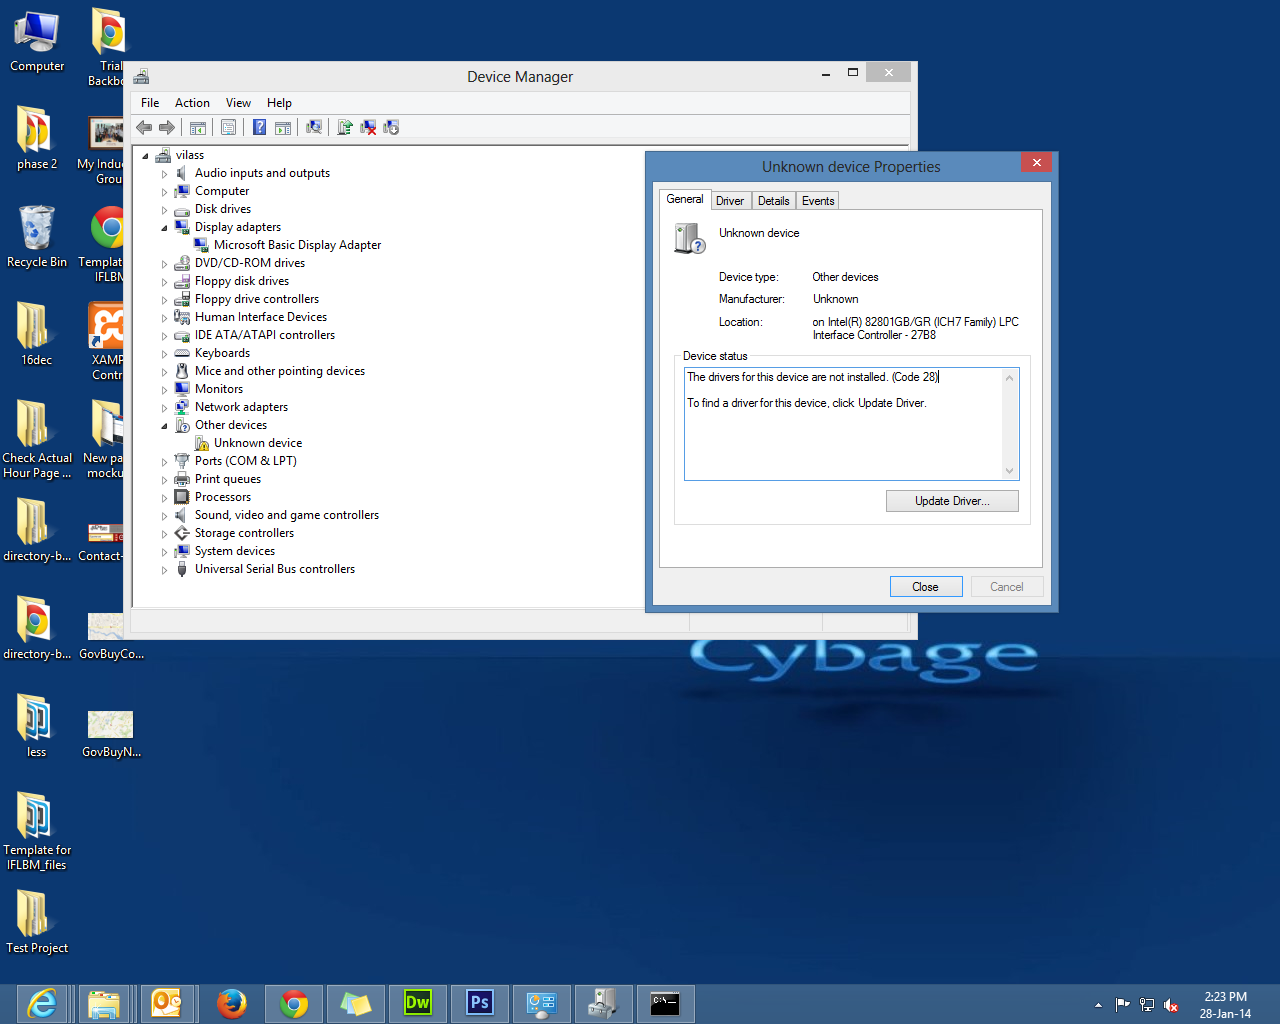 Computer
Trial
Backbo
phase 2
My Induc
Grou
Recycle Bin
Templat
IFLBM
16dec
XAMP
Contr
Check Actual
Hour Page ...
New pa
mocku
directory-b...
Contact-
directory-b...
GovBuyCo...
less
GovBuyN...
Template for
IFLBM_files
Test Project
Device Manager
File Action View Help
vilass
Audio inputs and outputs
Computer
Disk drives
Display adapters
Microsoft Basic Display Adapter
DVD/CD-ROM drives
Floppy disk drives
Floppy drive controllers
Human Interface Devices
IDE ATA/ATAPI controllers
Keyboards
Mice and other pointing devices
Monitors
Network adapters
Other devices
Unknown device
Ports (COM & LPT)
Print queues
Processors
Sound, video and game controllers
Storage controllers
System devices
Universal Serial Bus controllers
Unknown device Properties
General Driver Details Events
Unknown device
Device type: Other devices
Manufacturer: Unknown
Location: on Intel(R) 82801GB/GR (ICH7 Family) LPC
Interface Controller - 27B8
Device status
The drivers for this device are not installed. (Code 28)
To find a driver for this device, click Update Driver.
Update Driver...
Close Cancel
Cybage
Dw
Ps
C:\.
2:23 PM
28-Jan-14